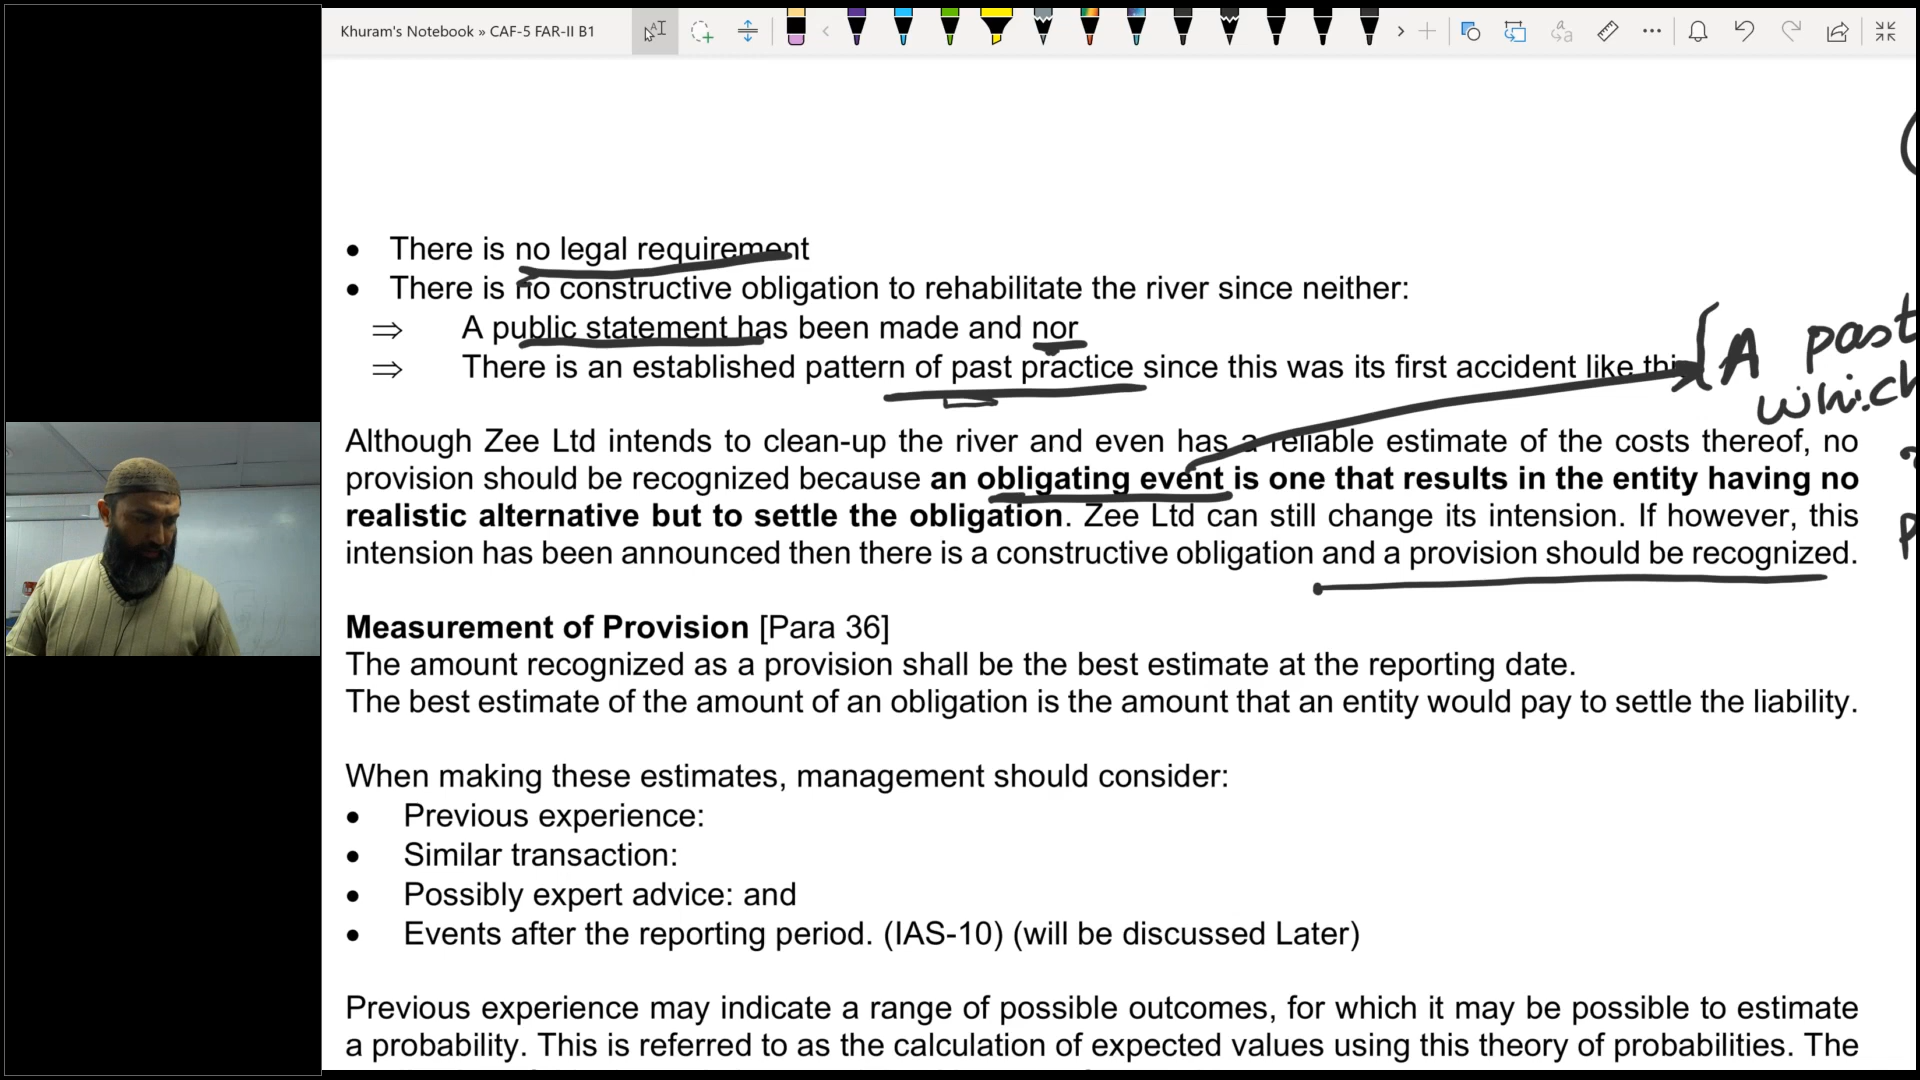 Khuram's Notebook » CAF-5 FAR-II B1
• There is no legal requirement
• There is no constructive obligation to rehabilitate the river since neither:
⇒ A public statement has been made and nor
⇒ There is an established pattern of past practice since this was its first accident like
A past
which
Although Zee Ltd intends to clean-up the river and even has a reliable estimate of the costs thereof, no
provision should be recognized because an obligating event is one that results in the entity having no
realistic alternative but to settle the obligation. Zee Ltd can still change its intension. If however, this
intension has been announced then there is a constructive obligation and a provision should be recognized.
Measurement of Provision [Para 36]
The amount recognized as a provision shall be the best estimate at the reporting date.
The best estimate of the amount of an obligation is the amount that an entity would pay to settle the liability.
When making these estimates, management should consider:
• Previous experience:
• Similar transaction:
• Possibly expert advice: and
• Events after the reporting period. (IAS-10) (will be discussed Later)
Previous experience may indicate a range of possible outcomes, for which it may be possible to estimate
a probability. This is referred to as the calculation of expected values using this theory of probabilities. The